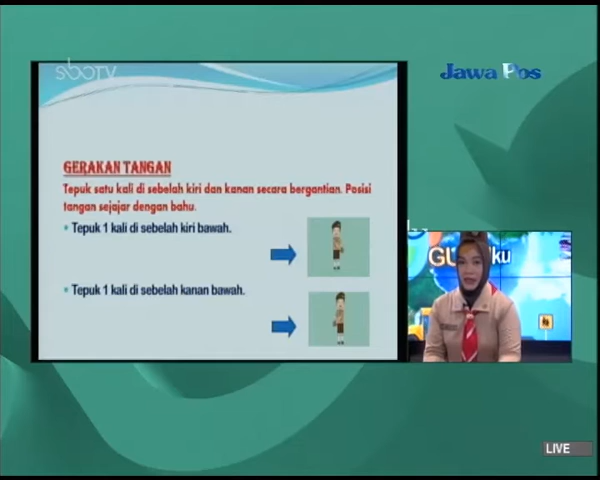 sboTV
Jawa Pos
GERAKAN TANGAN
Tepuk satu kali di sebelah kiri dan kanan secara bergantian. Posisi
tangan sejajar dengan bahu.
• Tepuk 1 kali di sebelah kiri bawah.
• Tepuk 1 kali di sebelah kanan bawah.
ku
LIVE